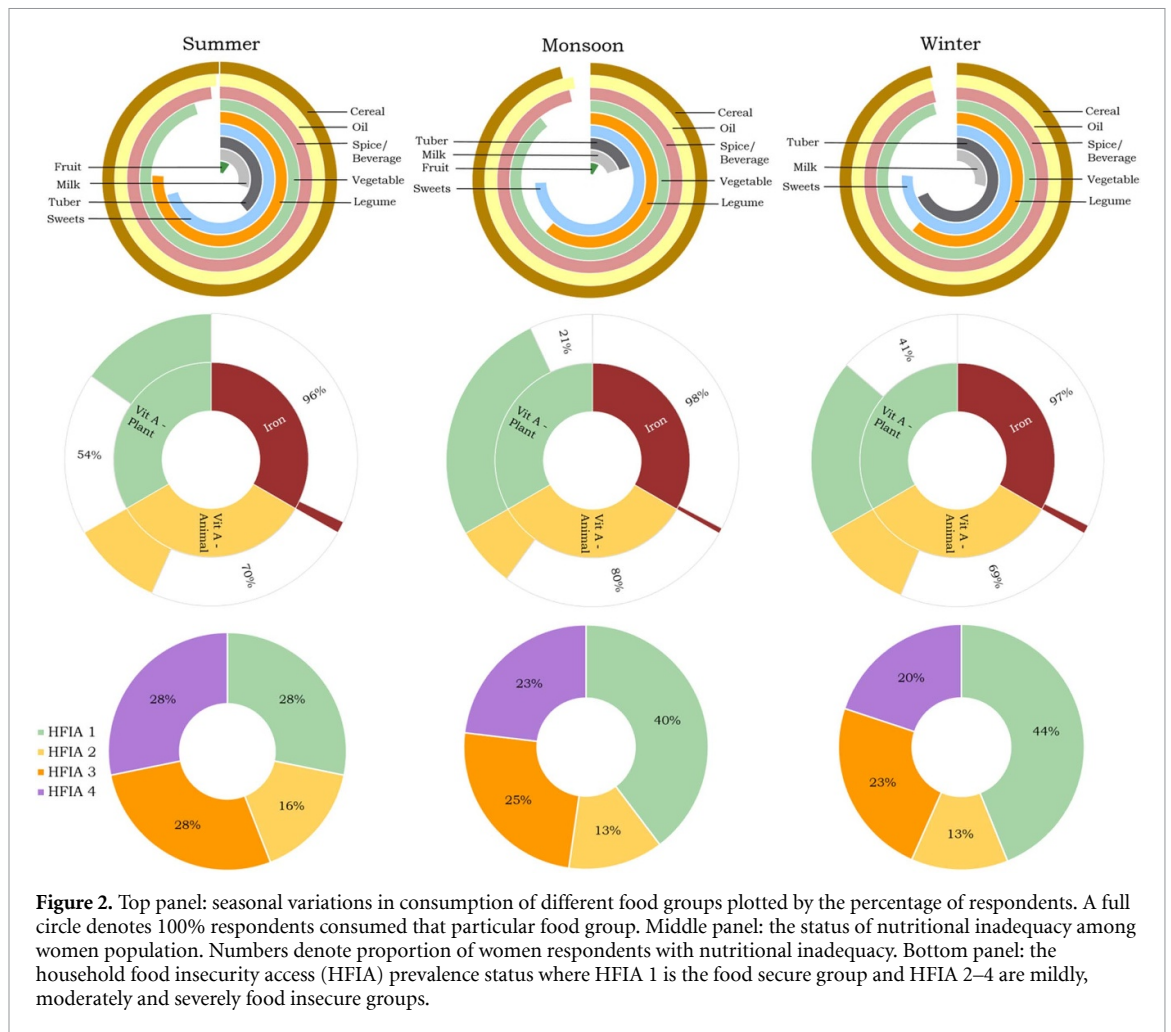 Summer
Monsoon
Winter
Cereal
Oil
Spice/
Beverage
Vegetable
Legume
Fruit
Milk
Tuber
Sweets
Cereal
Oil
Spice/
Beverage
Vegetable
Legume
Tuber
Milk
Fruit
Sweets
Cereal
Oil
Spice/
Beverage
Vegetable
Legume
Tuber
Milk
Sweets
96%
Iron
Vit A -
Plant
54%
Vit A -
Animal
70%
21%
98%
Iron
Vit A -
Plant
Vit A -
Animal
80%
41%
97%
Iron
Vit A -
Plant
Vit A -
Animal
69%
HFIA 1
HFIA 2
HFIA 3
HFIA 4
28%
28%
16%
28%
23%
40%
25%
13%
20%
44%
23%
13%
Figure 2. Top panel: seasonal variations in consumption of different food groups plotted by the percentage of respondents. A full
circle denotes 100% respondents consumed that particular food group. Middle panel: the status of nutritional inadequacy among
women population. Numbers denote proportion of women respondents with nutritional inadequacy. Bottom panel: the
household food insecurity access (HFIA) prevalence status where HFIA 1 is the food secure group and HFIA 2–4 are mildly,
moderately and severely food insecure groups.